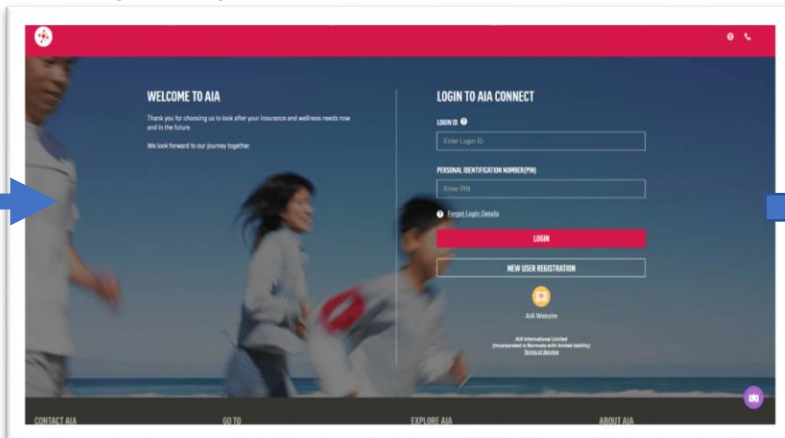 WELCOME TO AIA
Thank you for choosing us to look after your insurance and wellness needs now
and in the future
We look forward to our journey together.
LOGIN TO AIA CONNECT
LOGIN ID
Enter Login ID
PERSONAL IDENTIFICATION NUMBER(PIN)
Enter PIN
Forgot Login Details
LOGIN
NEW USER REGISTRATION
AIA Website
AIA International Limited
(Incorporated in Bermuda with limited liability)
Terms of Service
CONTACT AIA
GO TO
EXPLORE AIA
ABOUT AIA